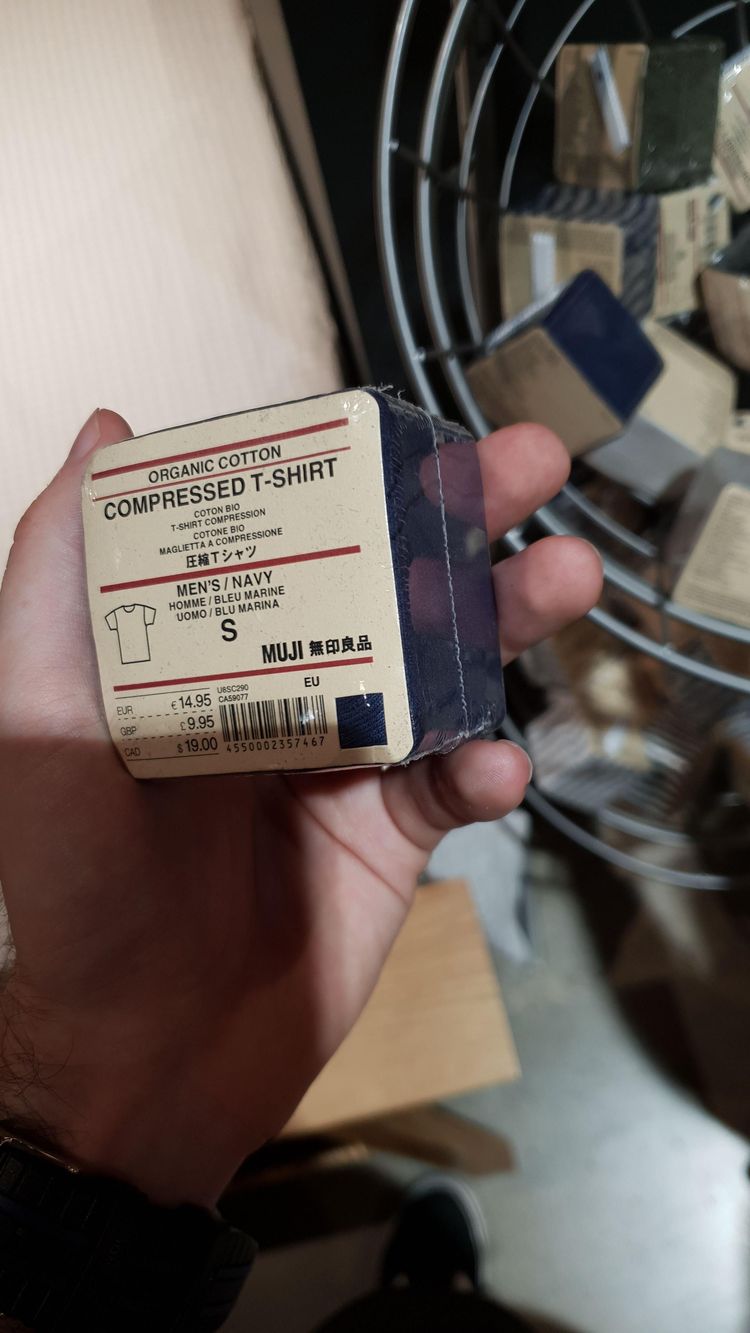 ORGANIC COTTON
COMPRESSED T-SHIRT
COTON BIO
T-SHIRT COMPRESSION
COTONE BIO
MAGLIETTA A COMPRESSIONE
圧縮Tシャツ
MEN'S / NAVY
HOMME / BLEU MARINE
UOMO / BLU MARINA
S
MUJI 無印良品
EU
EUR € 14.95
GBP £ 9.95
CAD $ 19.00
U8SC290
CA59077
4550002357467